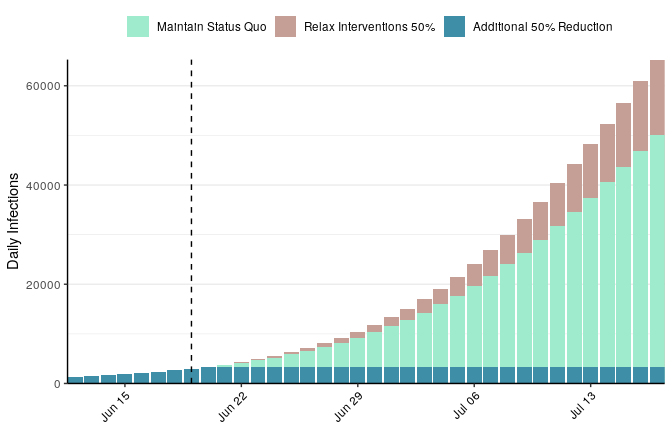 Maintain Status Quo Relax Interventions 50% Additional 50% Reduction
60000
40000
20000
0
Daily Infections
Jun 15 Jun 22 Jun 29 Jul 06 Jul 13